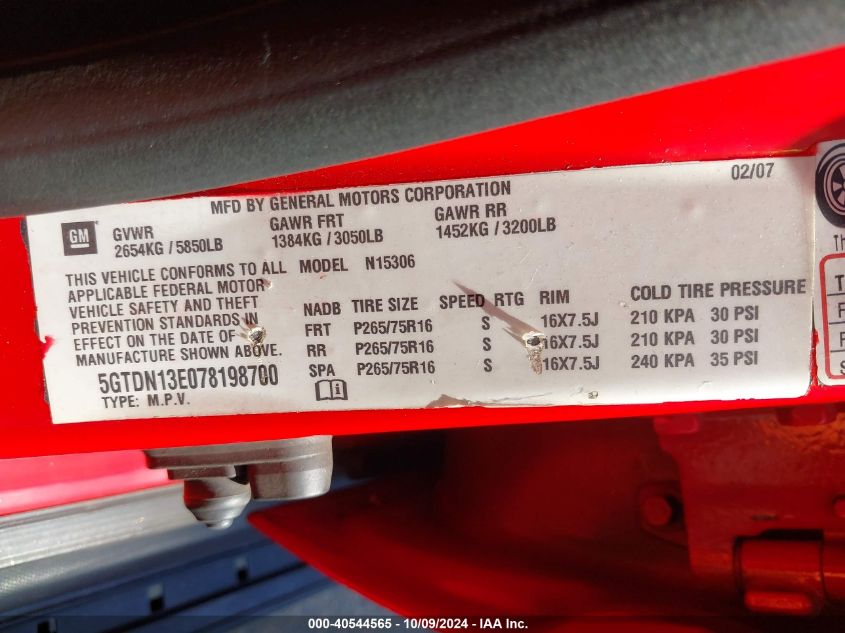 MFD BY GENERAL MOTORS CORPORATION 02/07
GM
GVWR GAWR FRT GAWR RR
2654KG / 5850LB 1384KG / 3050LB 1452KG / 3200LB
THIS VEHICLE CONFORMS TO ALL
APPLICABLE FEDERAL MOTOR
VEHICLE SAFETY AND THEFT
PREVENTION STANDARDS IN
EFFECT ON THE DATE OF
MANUFACTURE SHOWN ABOVE.
MODEL N15306
NADB TIRE SIZE SPEED RTG RIM COLD TIRE PRESSURE
FRT P265/75R16 S 16X7.5J 210 KPA 30 PSI
RR P265/75R16 S 16X7.5J 210 KPA 30 PSI
SPA P265/75R16 S 16X7.5J 240 KPA 35 PSI
5GTDN13E078198700
TYPE: M.P.V.
TH
T
F
S
000-40544565 - 10/09/2024 - IAA Inc.